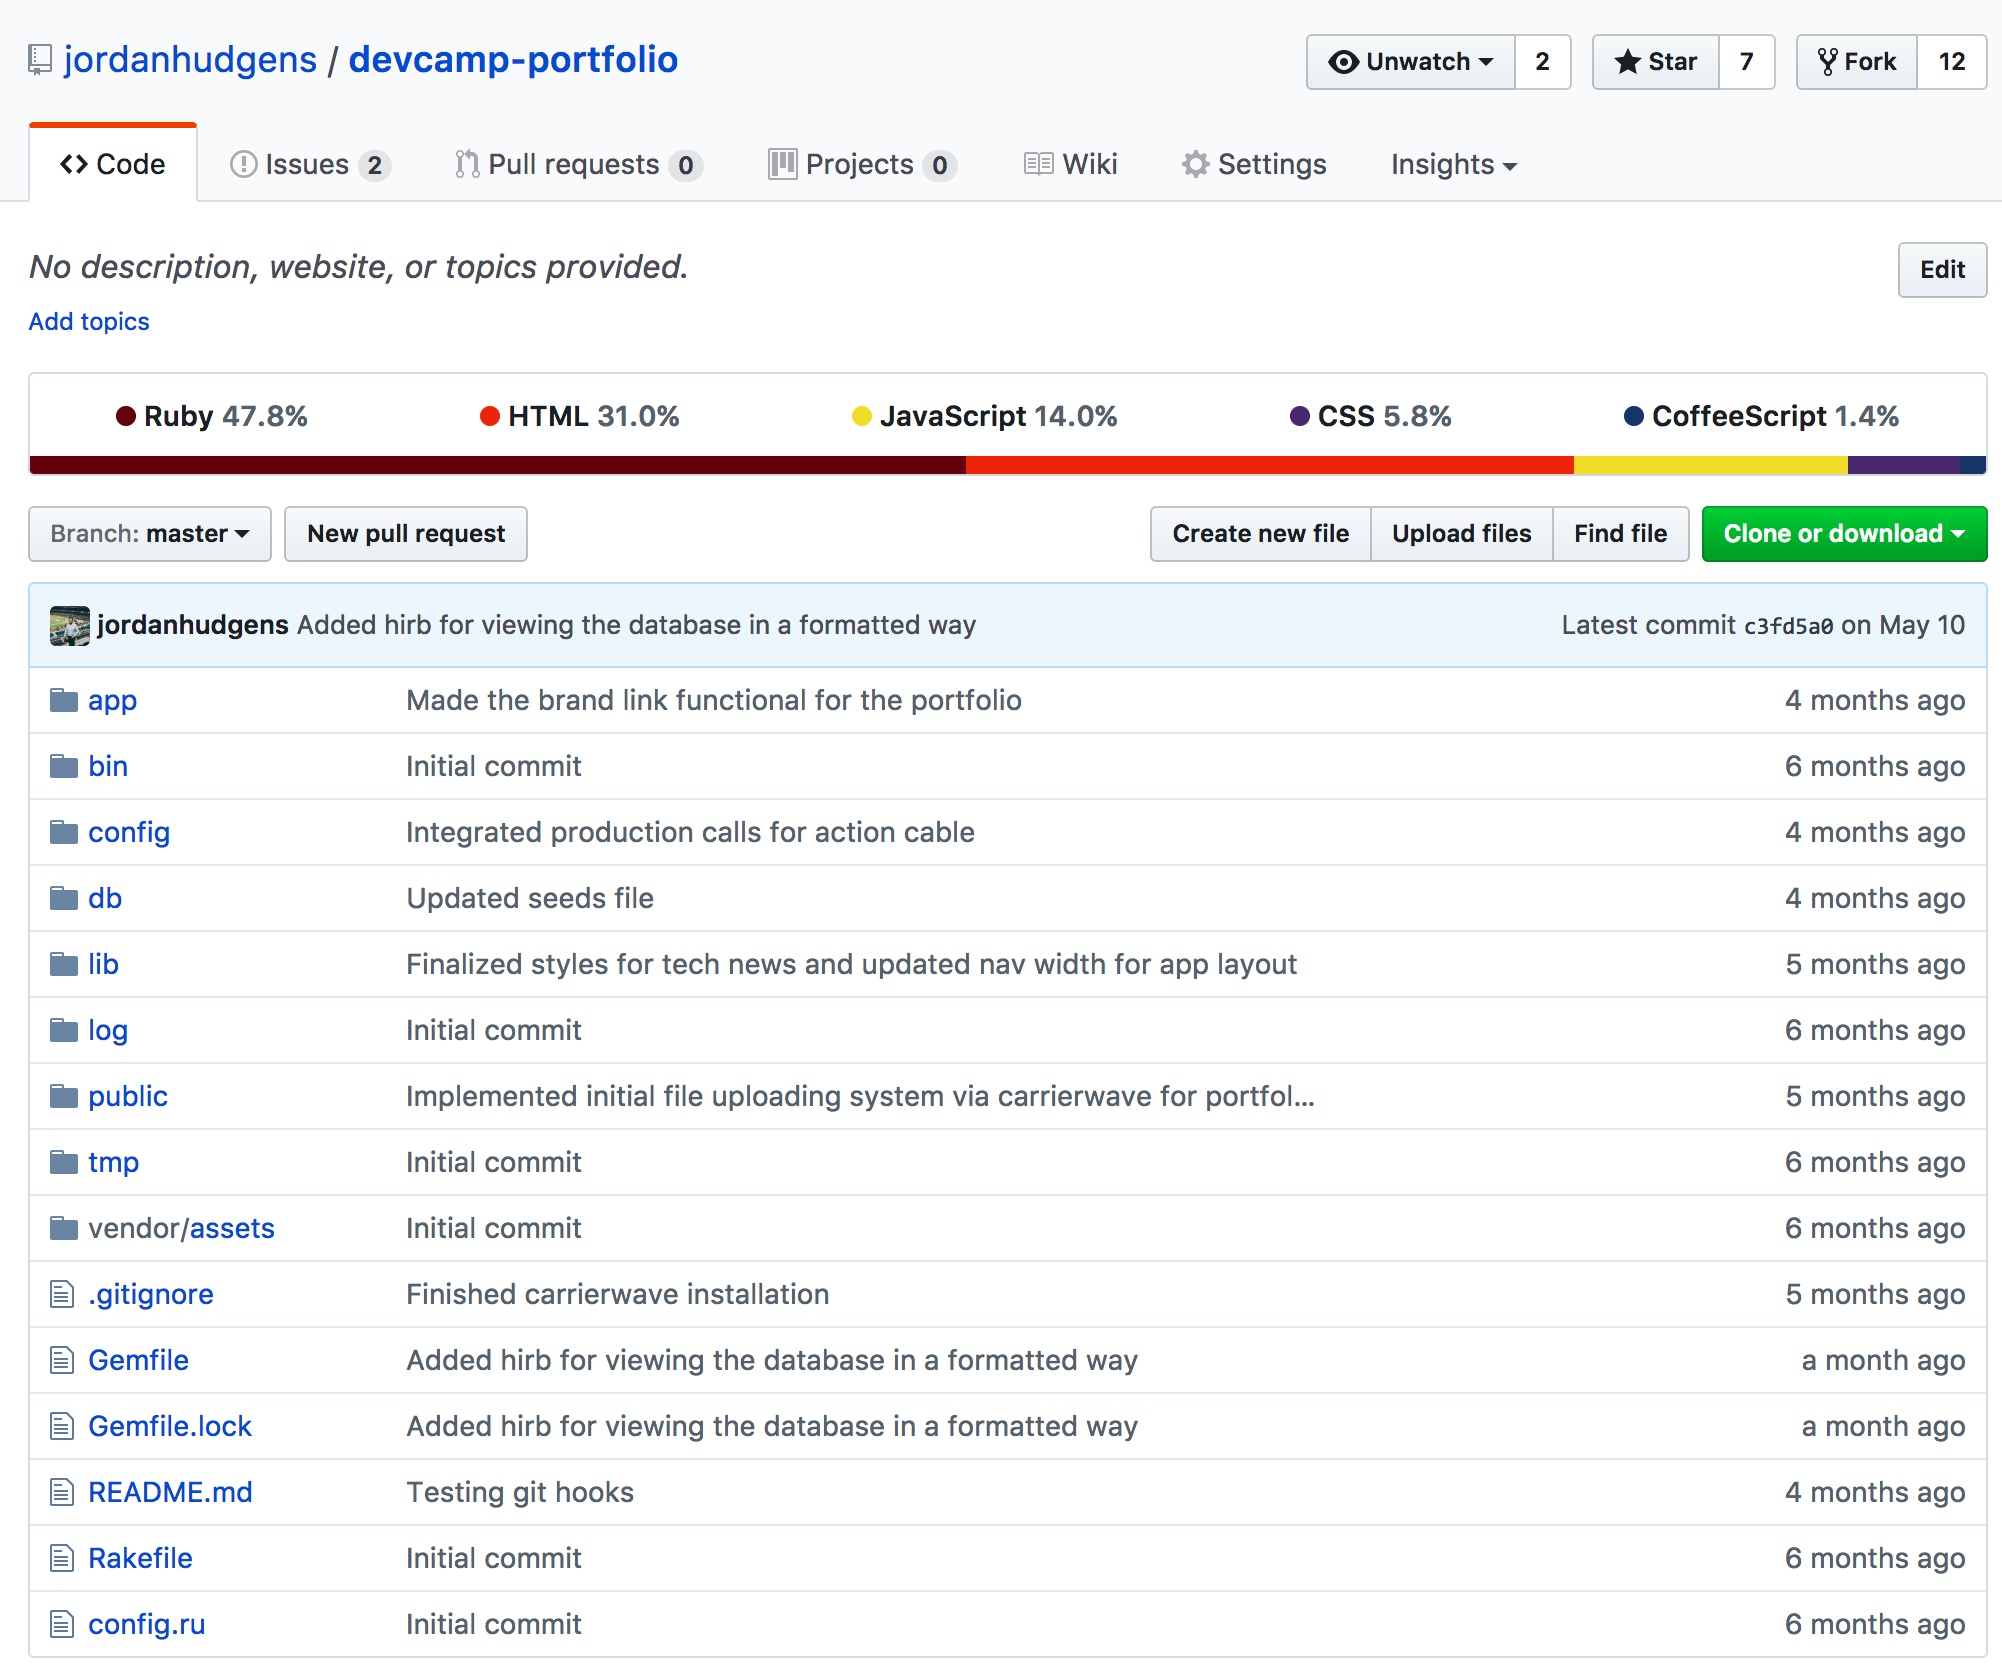 jordanhudgens / devcamp-portfolio Unwatch 2 Star 7 Fork 12
Code Issues 2 Pull requests 0 Projects 0 Wiki Settings Insights
No description, website, or topics provided. Edit
Add topics
Ruby 47.8% HTML 31.0% JavaScript 14.0% CSS 5.8% CoffeeScript 1.4%
Branch: master New pull request Create new file Upload files Find file Clone or download
jordanhudgens Added hirb for viewing the database in a formatted way Latest commit c3fd5a0 on May 10
app Made the brand link functional for the portfolio 4 months ago
bin Initial commit 6 months ago
config Integrated production calls for action cable 4 months ago
db Updated seeds file 4 months ago
lib Finalized styles for tech news and updated nav width for app layout 5 months ago
log Initial commit 6 months ago
public Implemented initial file uploading system via carrierwave for portfol... 5 months ago
tmp Initial commit 6 months ago
vendor/assets Initial commit 6 months ago
.gitignore Finished carrierwave installation 5 months ago
Gemfile Added hirb for viewing the database in a formatted way a month ago
Gemfile.lock Added hirb for viewing the database in a formatted way a month ago
README.md Testing git hooks 4 months ago
Rakefile Initial commit 6 months ago
config.ru Initial commit 6 months ago